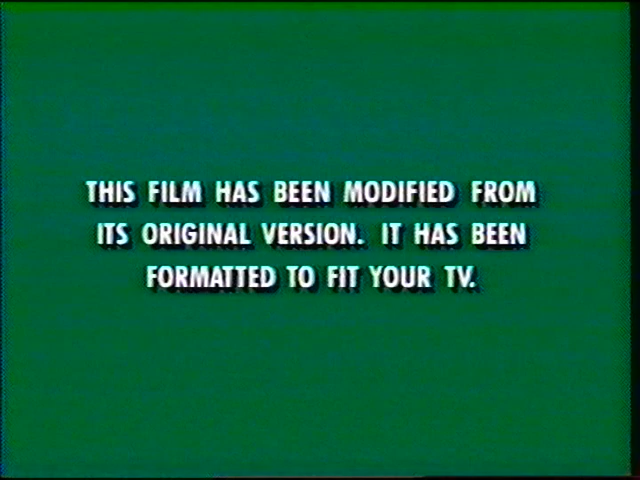 THIS FILM HAS BEEN MODIFIED FROM
ITS ORIGINAL VERSION. IT HAS BEEN
FORMATTED TO FIT YOUR TV.